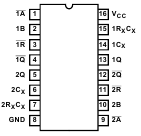 1A̅ 1 16 VCC
1B 2 15 1RXCX
1R̅ 3 14 1CX
1Q̅ 4 13 1Q
2Q 5 12 2Q̅
2CX 6 11 2R̅
2RXCX 7 10 2B
GND 8 9 2A̅